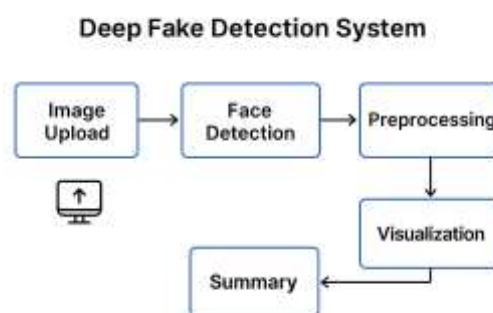 Deep Fake Detection System
Image
Upload
Face
Detection
Preprocessing
Visualization
Summary